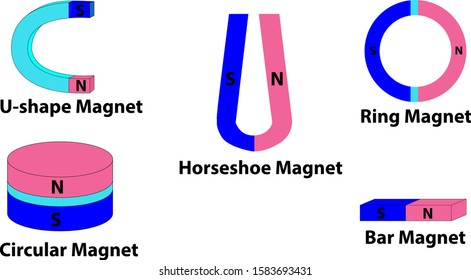 S
N
U-shape Magnet
S N
Horseshoe Magnet
S N
Ring Magnet
N
S
Circular Magnet
S N
Bar Magnet
shutterstock.com · 1583693431